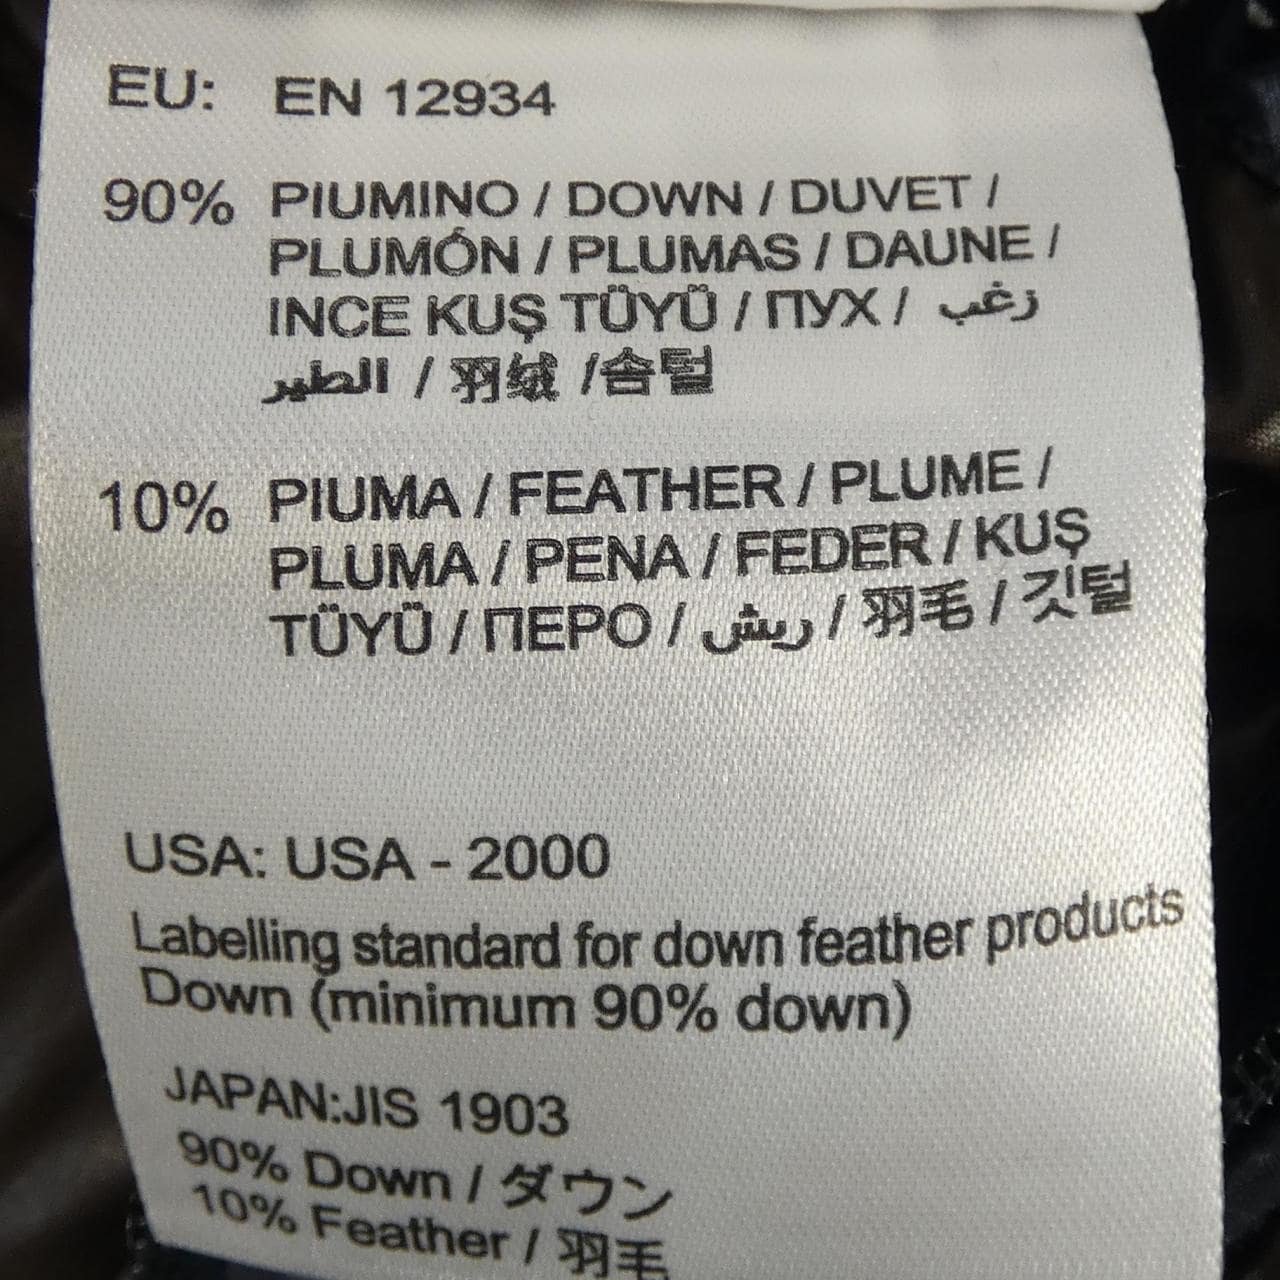 EU: EN 12934
90% PIUMINO / DOWN / DUVET /
PLUMÓN / PLUMAS / DAUNE /
INCE KUŞ TÜYÜ / ПУХ / زغب
الطير / 羽绒 /솜털
10% PIUMA / FEATHER / PLUME /
PLUMA / PENA / FEDER / KUŞ
TÜYÜ / ПЕРО / ريش / 羽毛 / 깃털
USA: USA - 2000
Labelling standard for down feather products
Down (minimum 90% down)
JAPAN:JIS 1903
90% Down / ダウン
10% Feather / 羽毛